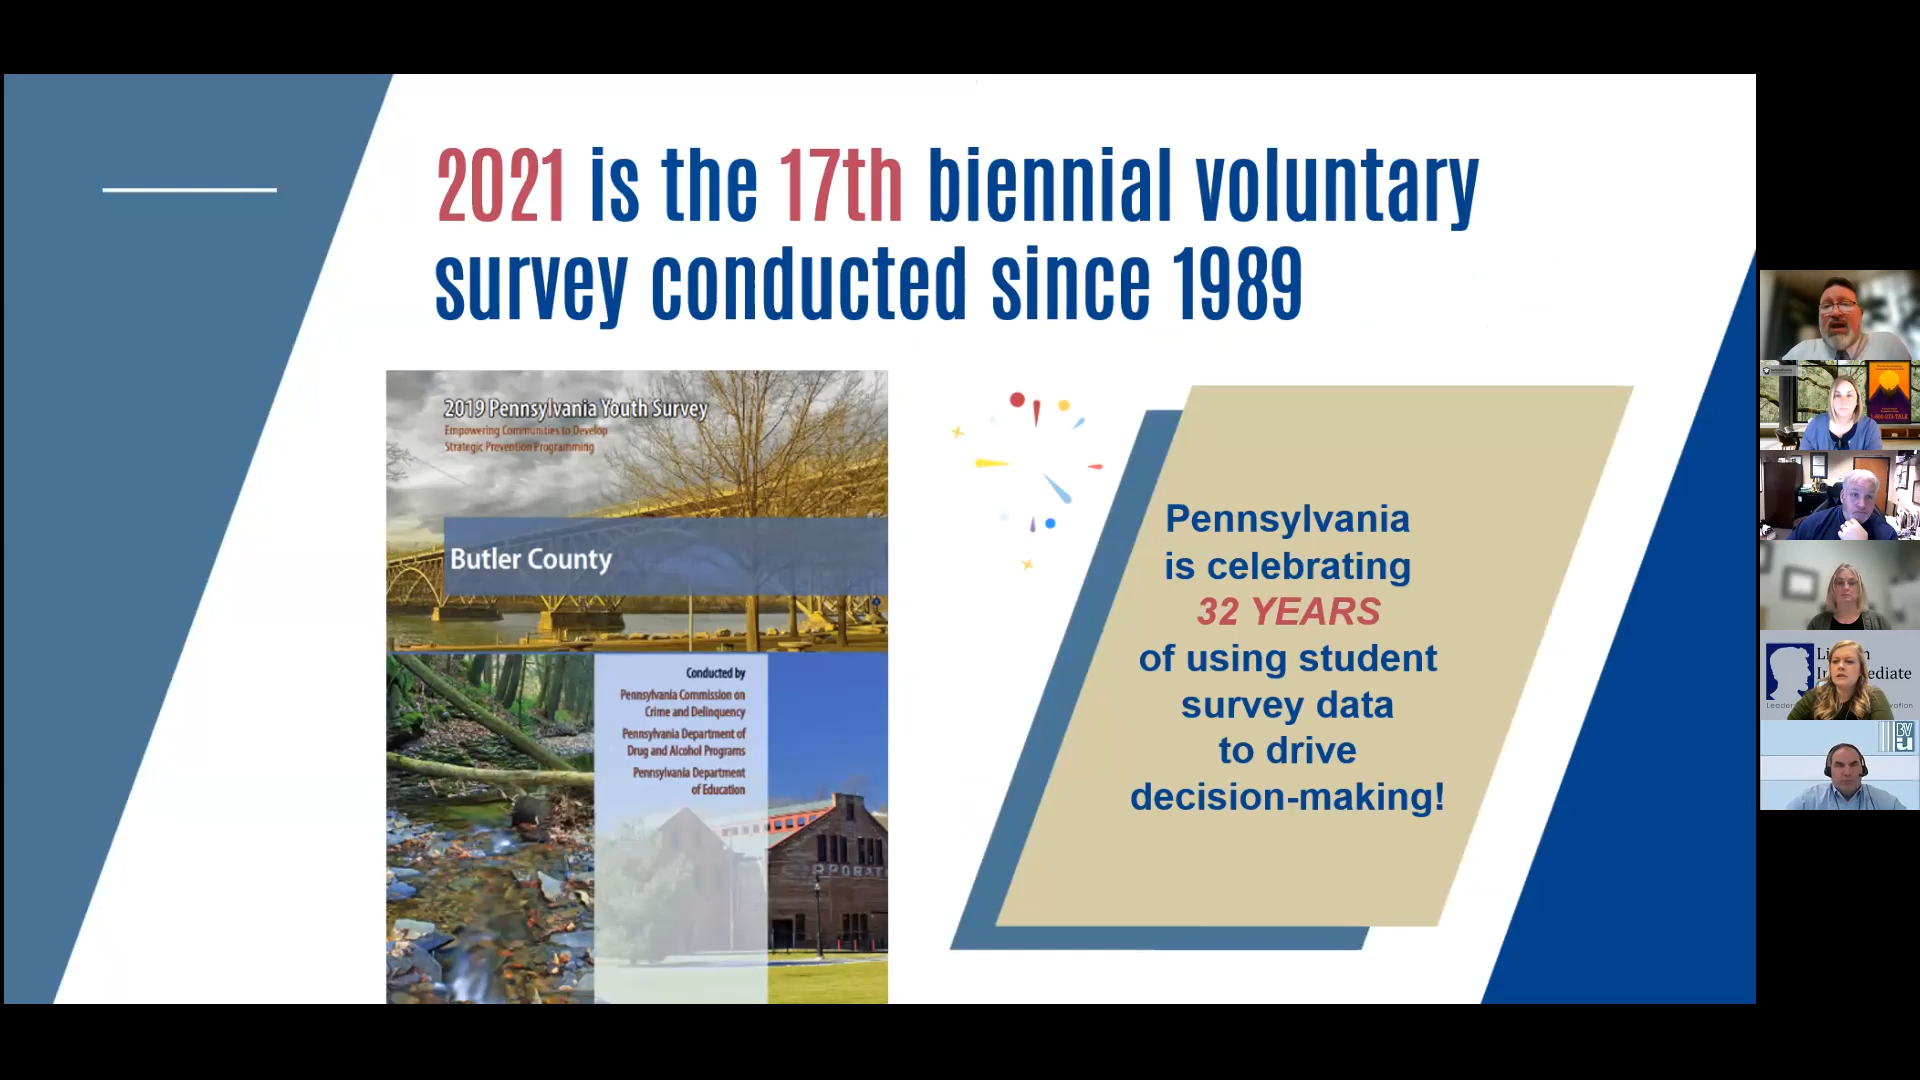 2021 is the 17th biennial voluntary
survey conducted since 1989
2019 Pennsylvania Youth Survey
Empowering Communities to Develop
Strategic Prevention Programming
Butler County
Conducted by
Pennsylvania Commission on
Crime and Delinquency
Pennsylvania Department of
Drug and Alcohol Programs
Pennsylvania Department
of Education
Pennsylvania
is celebrating
32 YEARS
of using student
survey data
to drive
decision-making!